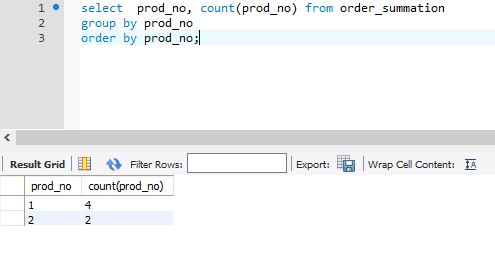 1 select  prod_no, count(prod_no) from order_summation
2 group by prod_no
3 order by prod_no;
Result Grid Filter Rows: Export: Wrap Cell Content: IA
prod_no count(prod_no)
1 4
2 2